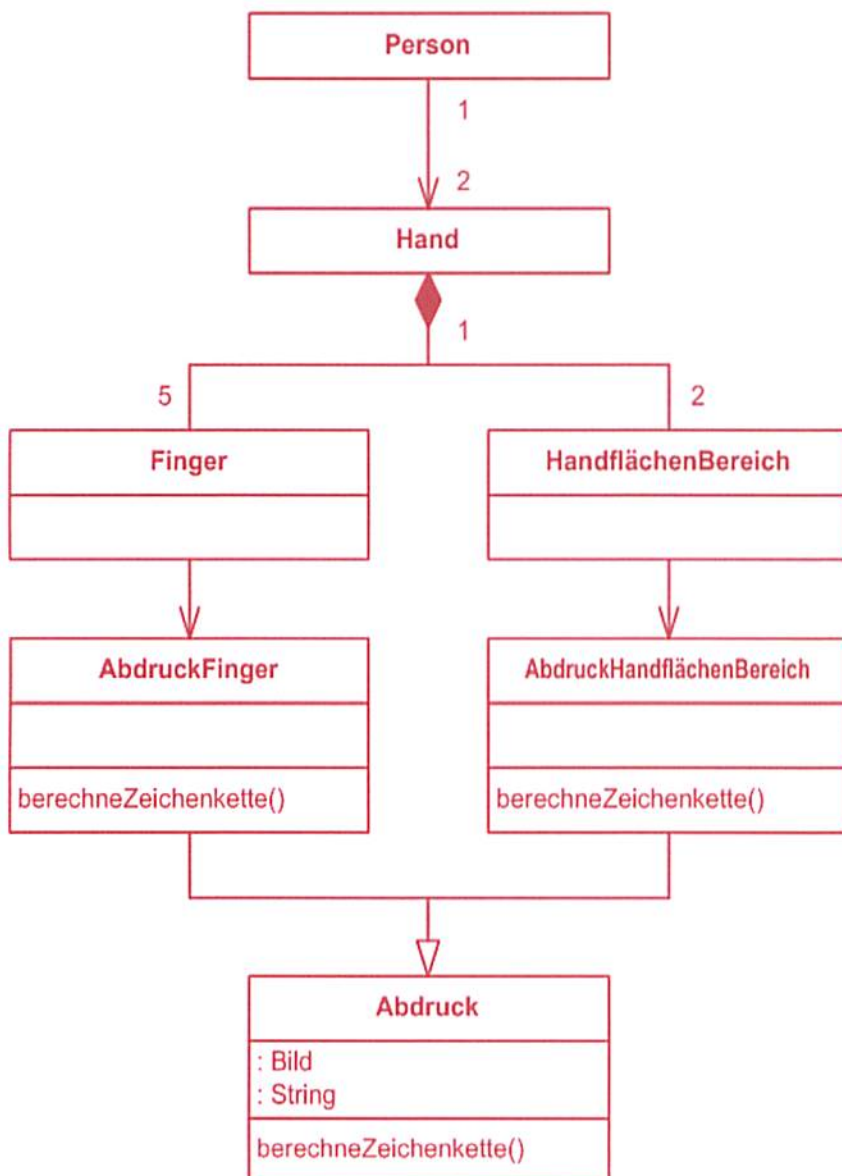 Person
1
2
Hand
1
5
2
Finger
HandflächenBereich
AbdruckFinger
AbdruckHandflächenBereich
berechneZeichenkette()
berechneZeichenkette()
Abdruck
: Bild
: String
berechneZeichenkette()